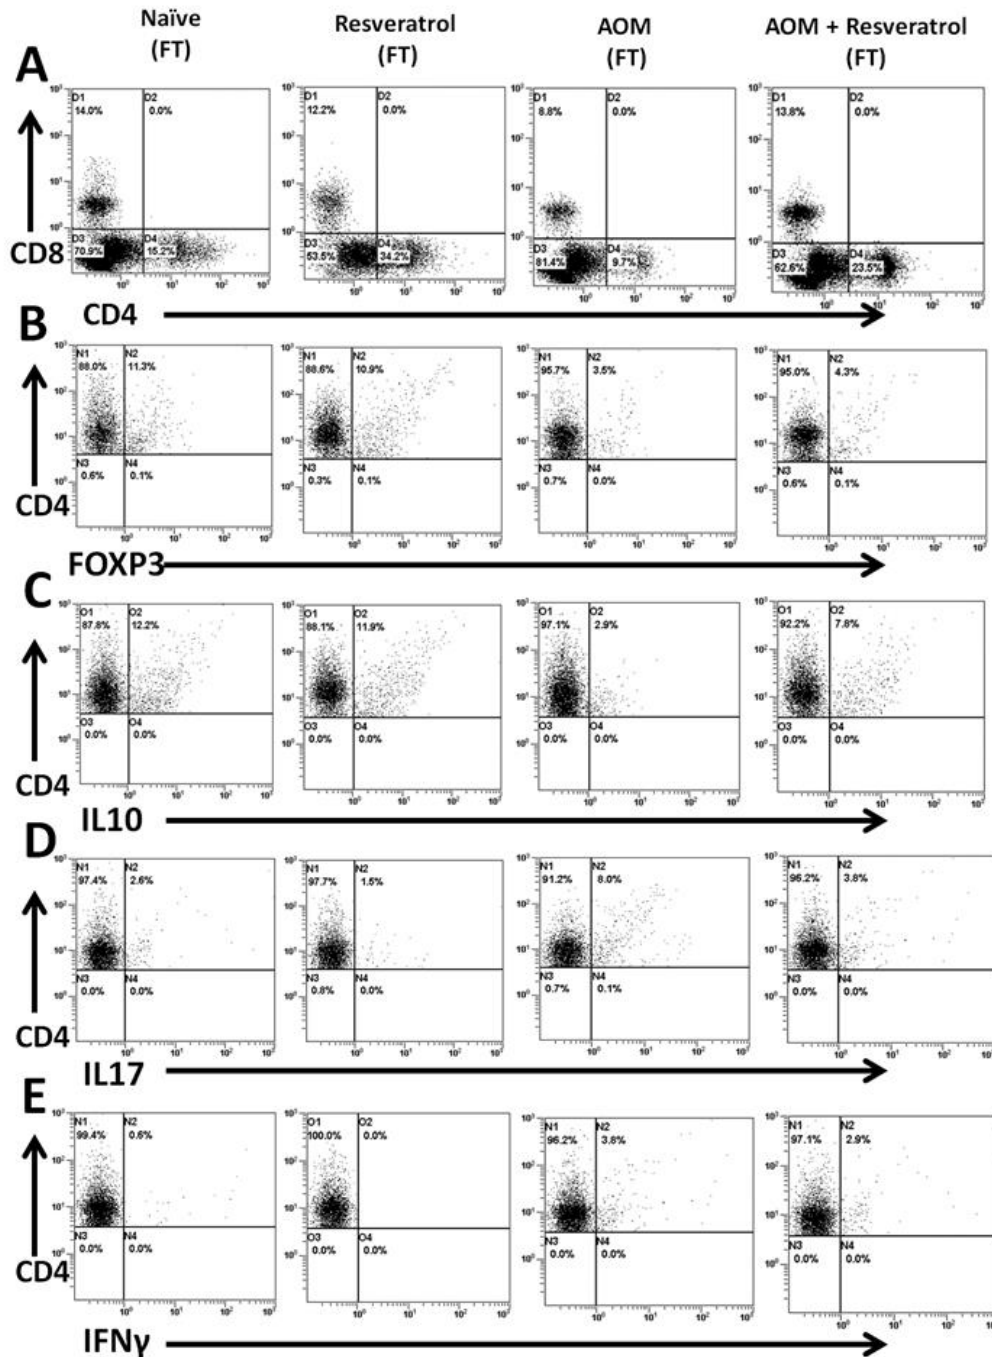 Naïve (FT) Resveratrol (FT) AOM (FT) AOM + Resveratrol (FT)
A
D1 14.0% D2 0.0% D1 12.2% D2 0.0% D1 8.8% D2 0.0% D1 13.8% D2 0.0%
CD8
D3 70.9% D4 15.2% D3 53.5% D4 34.2% D3 81.4% D4 9.7% D3 62.6% D4 23.5%
CD4
B
N1 88.0% N2 11.3% N1 88.6% N2 10.9% N1 95.7% N2 3.5% N1 95.0% N2 4.3%
N3 0.6% N4 0.1% N3 0.3% N4 0.1% N3 0.7% N4 0.0% N3 0.6% N4 0.1%
CD4
FOXP3
C
O1 87.8% O2 12.2% O1 88.1% O2 11.9% O1 97.1% O2 2.9% O1 92.2% O2 7.8%
O3 0.0% O4 0.0% O3 0.0% O4 0.0% O3 0.0% O4 0.0% O3 0.0% O4 0.0%
CD4
IL10
D
N1 97.4% N2 2.6% N1 97.7% N2 1.5% N1 91.2% N2 8.0% N1 96.2% N2 3.8%
N3 0.0% N4 0.0% N3 0.8% N4 0.0% N3 0.7% N4 0.1% N3 0.0% N4 0.0%
CD4
IL17
E
N1 99.4% N2 0.6% O1 100.0% O2 0.0% N1 96.2% N2 3.8% N1 97.1% N2 2.9%
N3 0.0% N4 0.0% O3 0.0% O4 0.0% N3 0.0% N4 0.0% N3 0.0% N4 0.0%
CD4
IFNγ